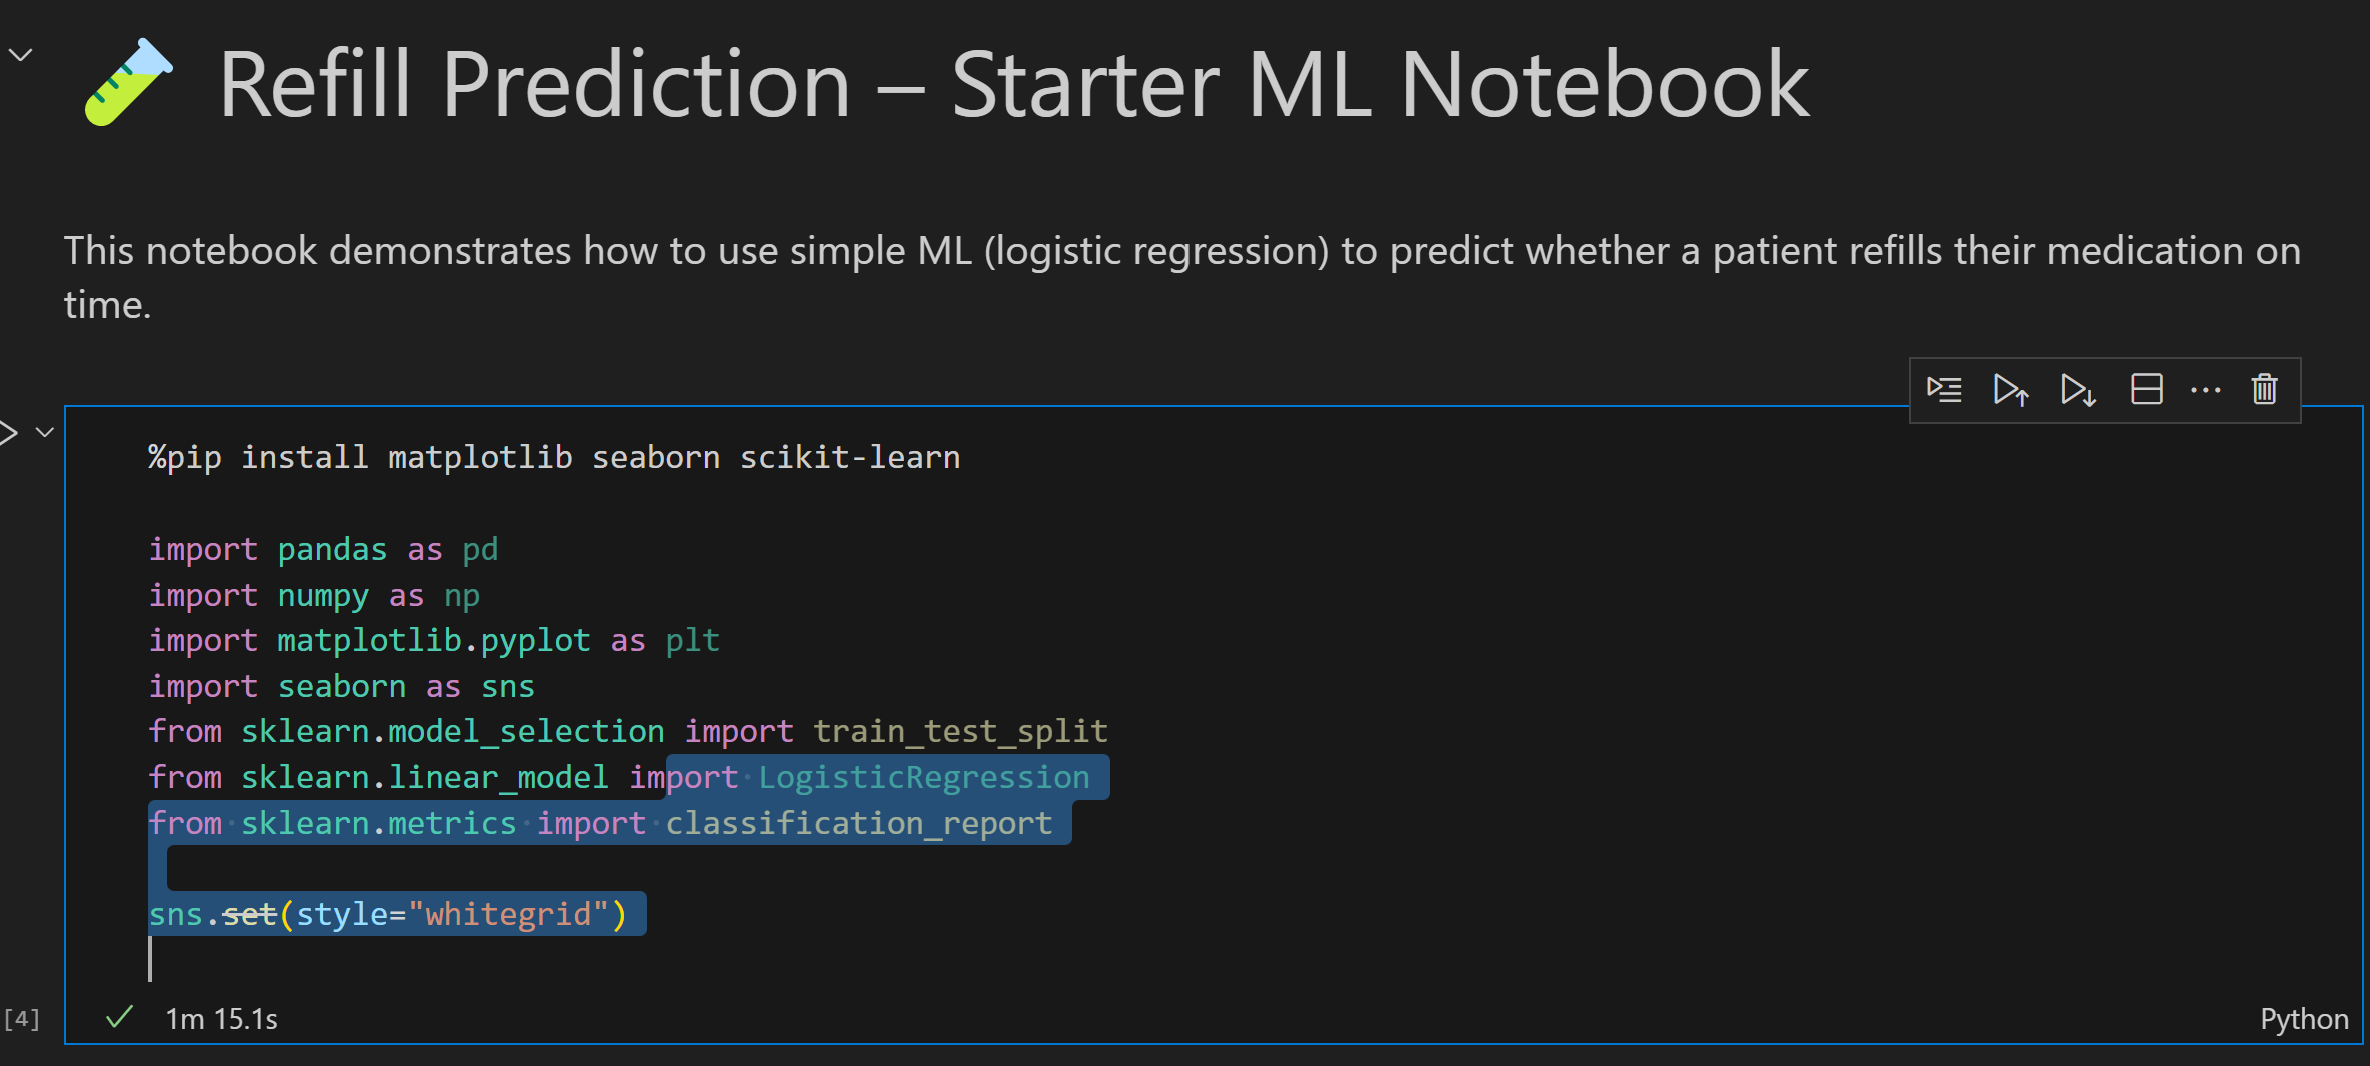 Refill Prediction – Starter ML Notebook
This notebook demonstrates how to use simple ML (logistic regression) to predict whether a patient refills their medication on
time.
%pip install matplotlib seaborn scikit-learn
import pandas as pd
import numpy as np
import matplotlib.pyplot as plt
import seaborn as sns
from sklearn.model_selection import train_test_split
from sklearn.linear_model import LogisticRegression
from sklearn.metrics import classification_report
sns.set(style="whitegrid")
[4] 1m 15.1s Python